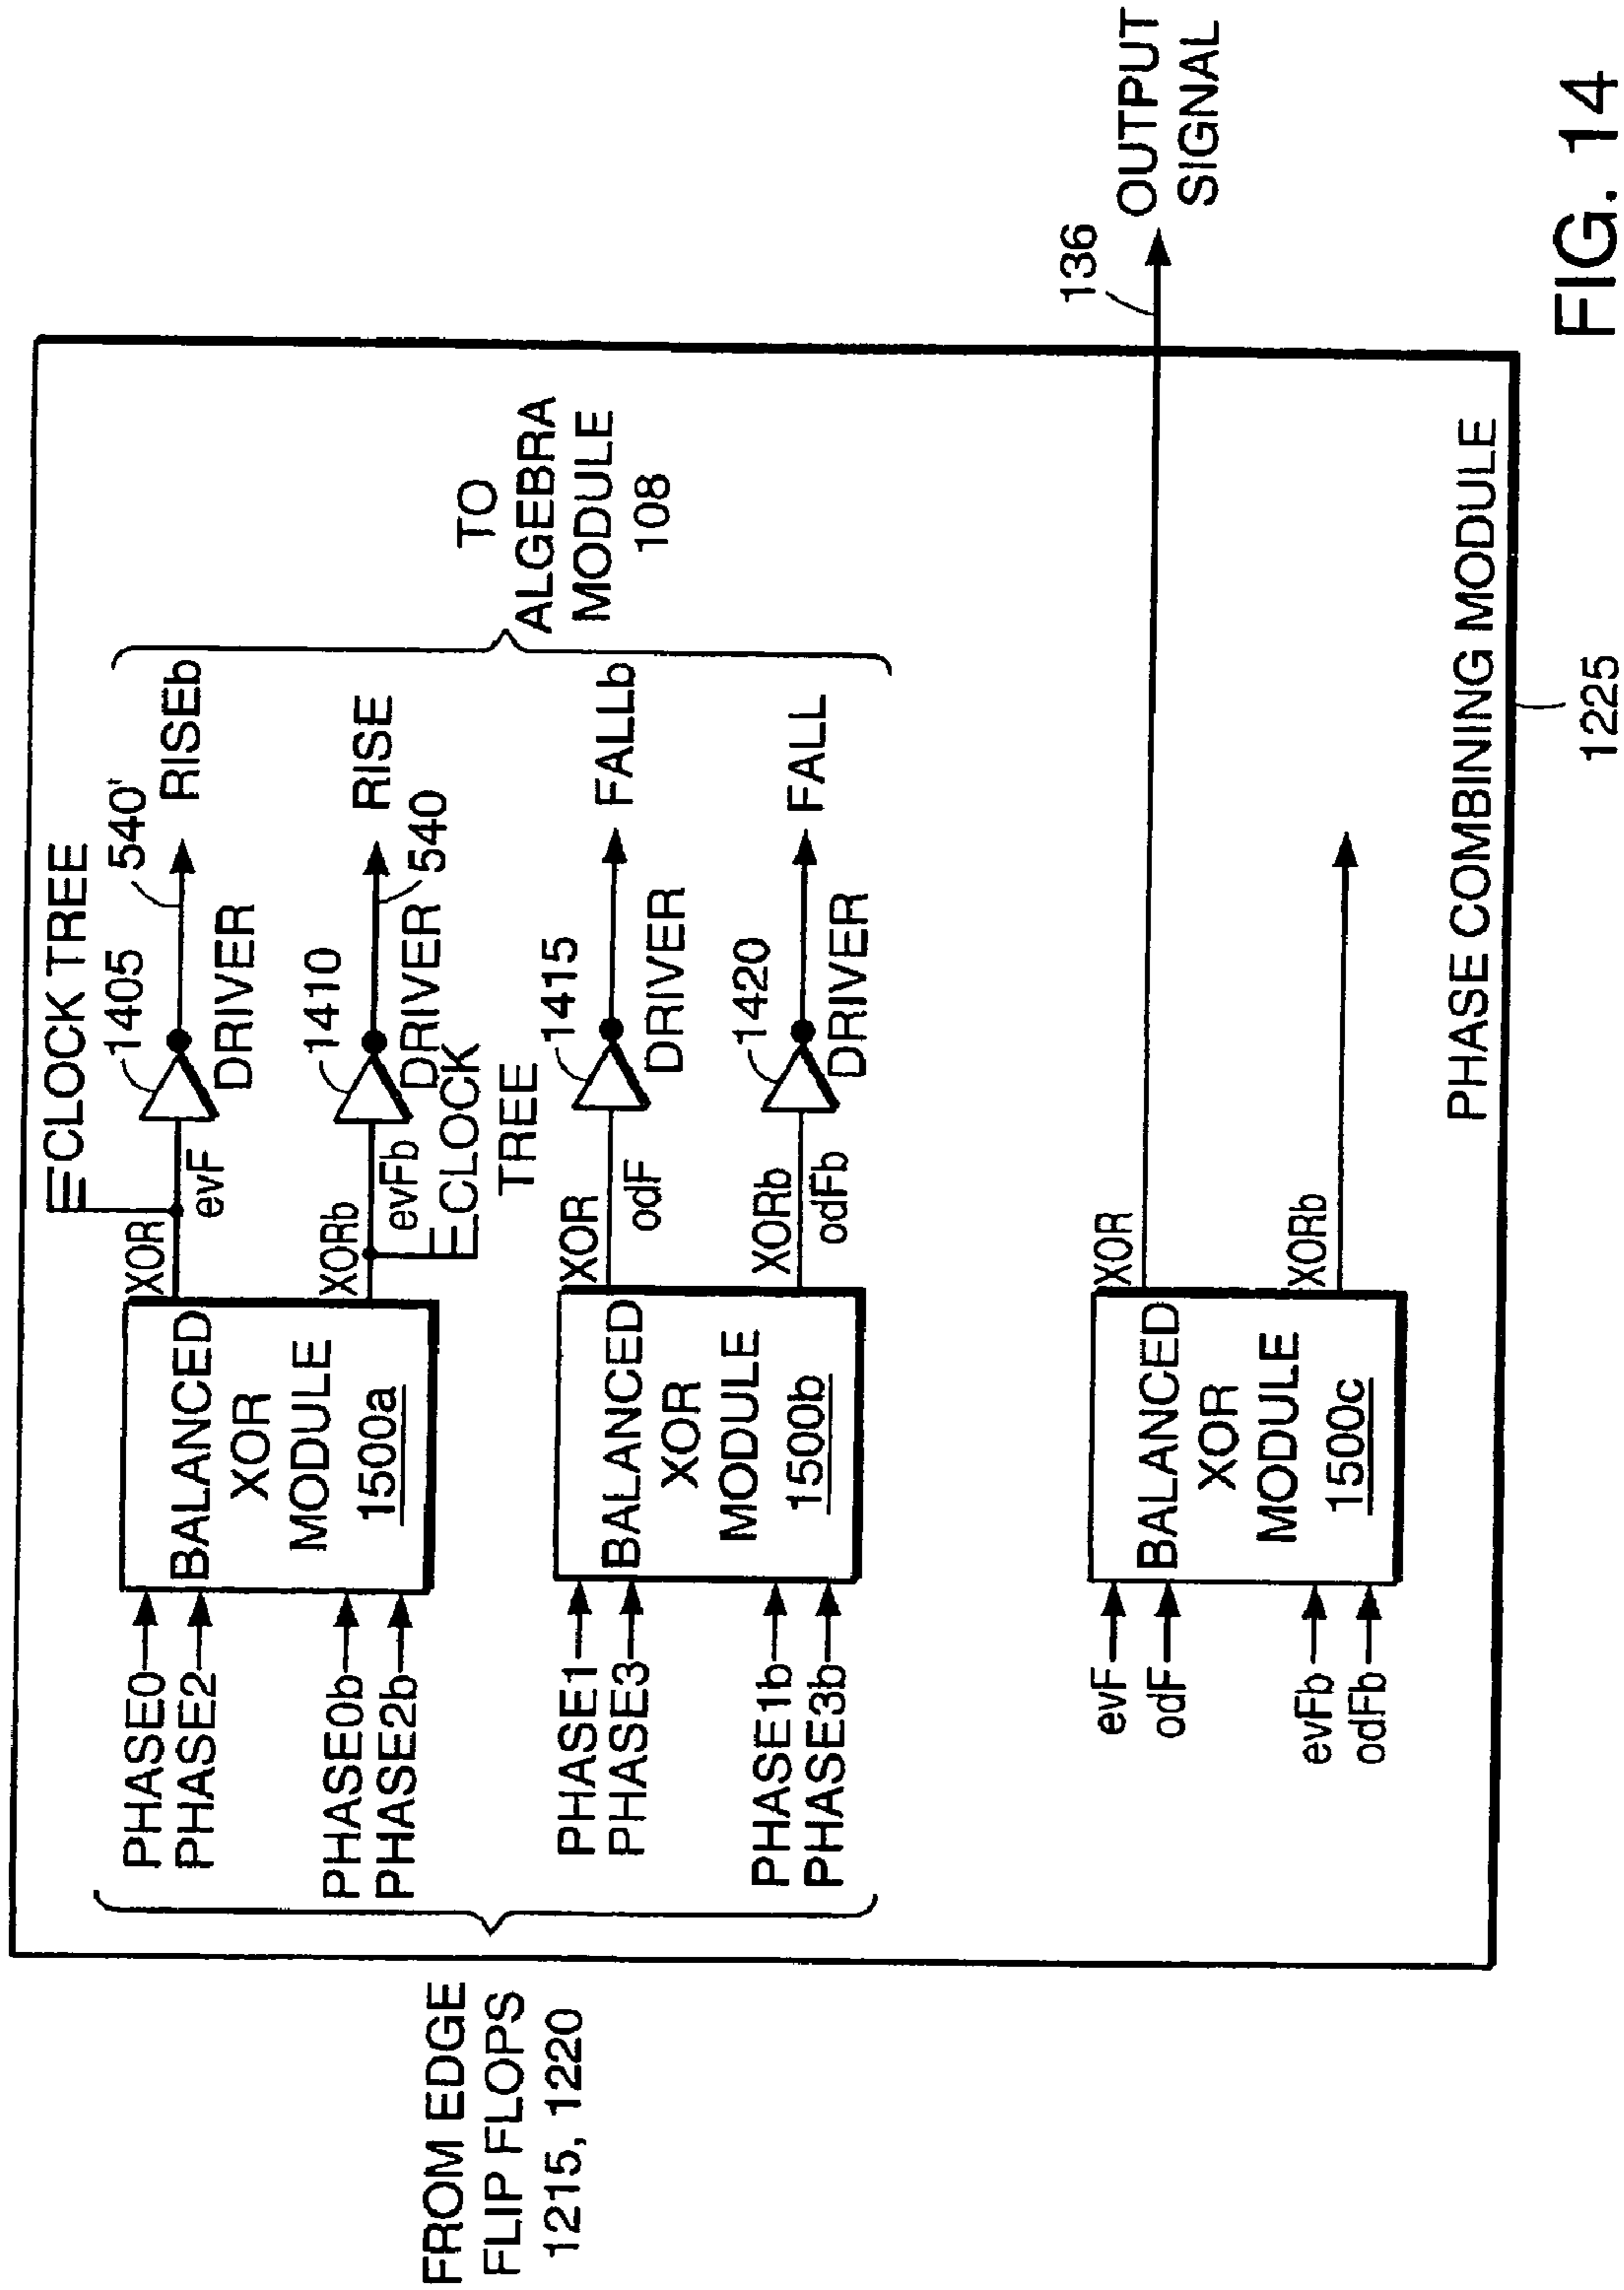 FROM EDGE
FLIP FLOPS
1215, 1220
PHASE0
PHASE2
PHASE0b
PHASE2b
BALANCED
XOR
MODULE
1500a
XOR
evF
CLOCK TREE
1405
DRIVER
540'
RISEb
XORb
evFb
CLOCK
TREE
1410
DRIVER
540
RISE
PHASE1
PHASE3
PHASE1b
PHASE3b
BALANCED
XOR
MODULE
1500b
XOR
odF
1415
DRIVER
FALLb
XORb
odFb
1420
DRIVER
FALL
TO
ALGEBRA
MODULE
108
evF
odF
evFb
odFb
BALANCED
XOR
MODULE
1500c
XOR
XORb
136
OUTPUT
SIGNAL
PHASE COMBINING MODULE
1225
FIG. 14